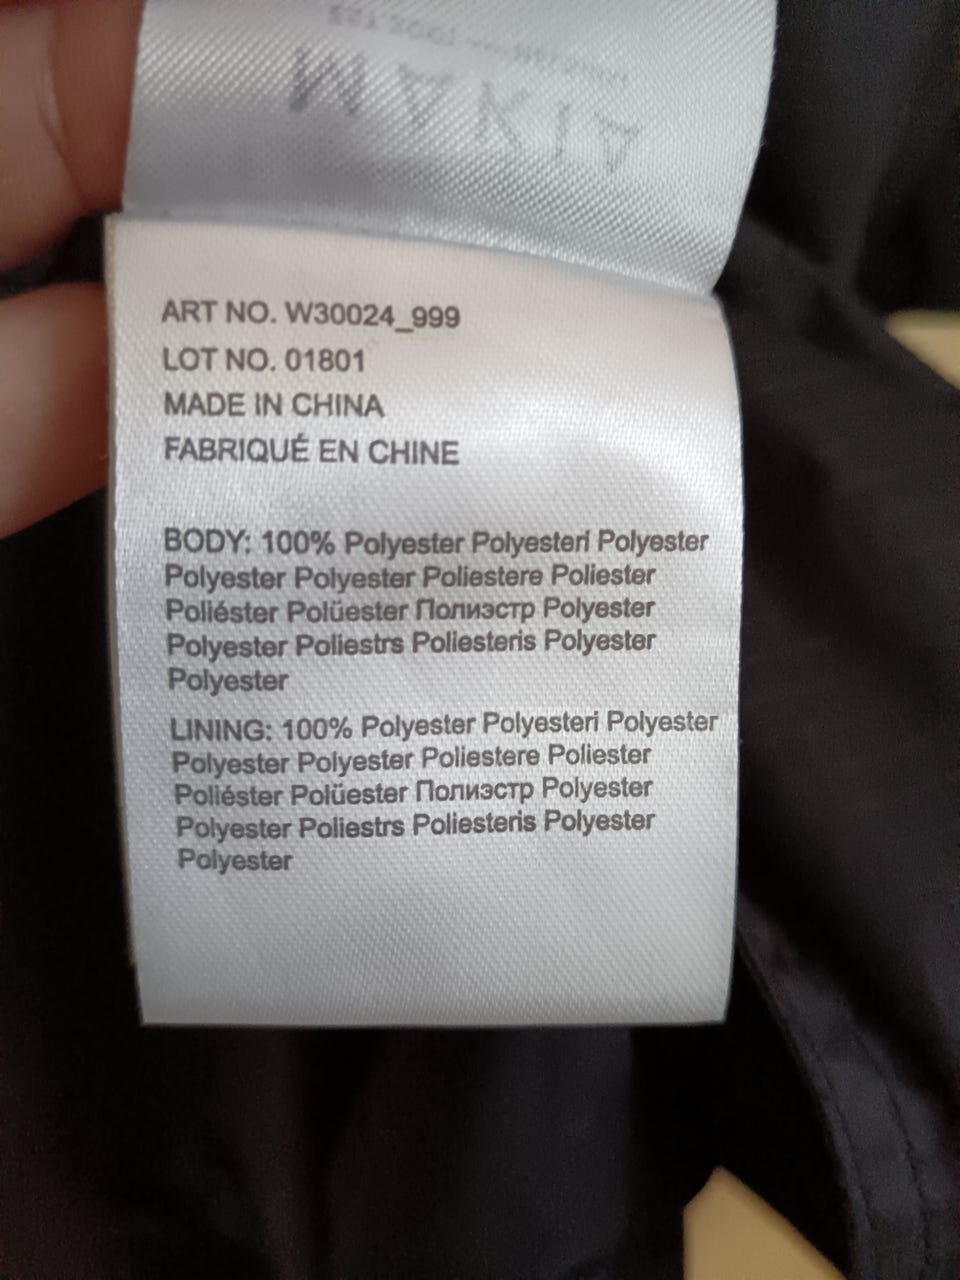 MAKIA
ART NO. W30024_999
LOT NO. 01801
MADE IN CHINA
FABRIQUÉ EN CHINE
BODY: 100% Polyester Polyesteri Polyester
Polyester Polyester Poliestere Poliester
Poliéster Polüester Полиэстр Polyester
Polyester Poliestrs Poliesteris Polyester
Polyester
LINING: 100% Polyester Polyesteri Polyester
Polyester Polyester Poliestere Poliester
Poliéster Polüester Полиэстр Polyester
Polyester Poliestrs Poliesteris Polyester
Polyester